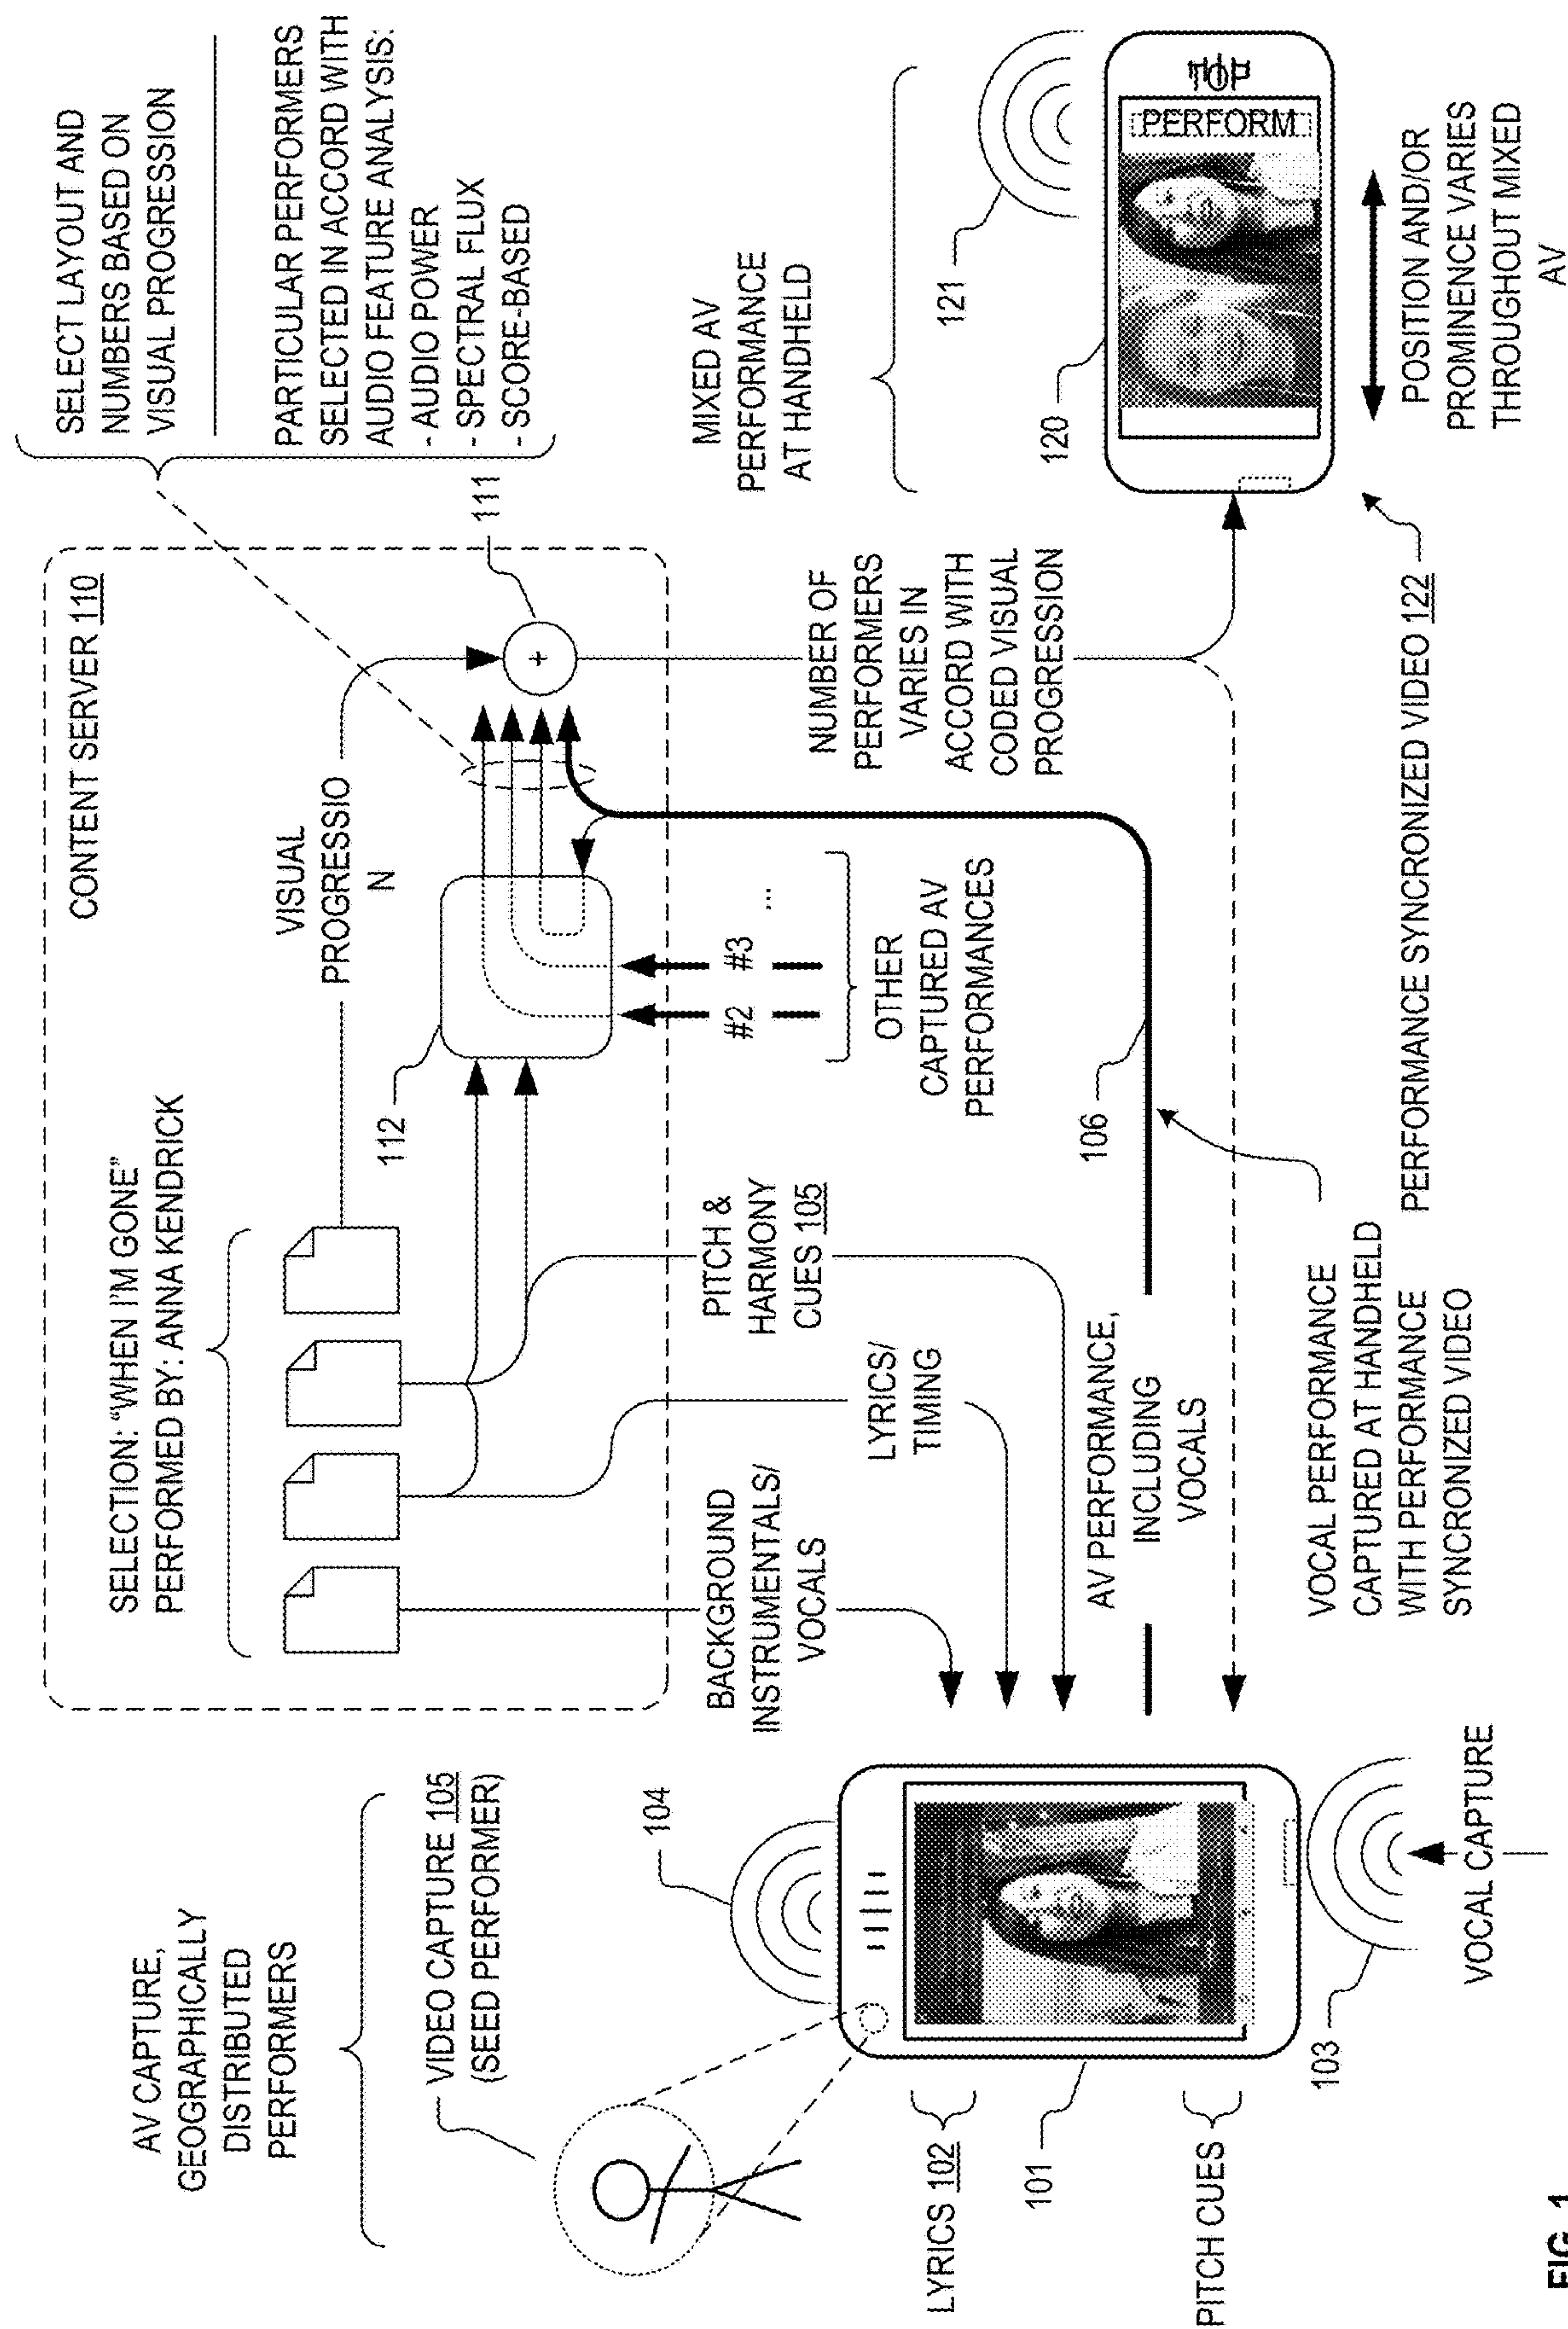 AV CAPTURE,
GEOGRAPHICALLY
DISTRIBUTED
PERFORMERS
VIDEO CAPTURE 105
(SEED PERFORMER)
104
LYRICS 102
101
PITCH CUES
103
VOCAL CAPTURE
CONTENT SERVER 110
SELECTION: "WHEN I'M GONE"
PERFORMED BY: ANNA KENDRICK
VISUAL
PROGRESSIO
N
112
111
BACKGROUND
INSTRUMENTALS/
VOCALS
LYRICS/
TIMING
PITCH &
HARMONY
CUES 105
#2
#3
...
OTHER
CAPTURED AV
PERFORMANCES
AV PERFORMANCE,
INCLUDING
VOCALS
106
VOCAL PERFORMANCE
CAPTURED AT HANDHELD
WITH PERFORMANCE
SYNCRONIZED VIDEO
NUMBER OF
PERFORMERS
VARIES IN
ACCORD WITH
CODED VISUAL
PROGRESSION
SELECT LAYOUT AND
NUMBERS BASED ON
VISUAL PROGRESSION
PARTICULAR PERFORMERS
SELECTED IN ACCORD WITH
AUDIO FEATURE ANALYSIS:
- AUDIO POWER
- SPECTRAL FLUX
- SCORE-BASED
MIXED AV
PERFORMANCE
AT HANDHELD
121
120
PERFORM
POSITION AND/OR
PROMINENCE VARIES
THROUGHOUT MIXED
AV
PERFORMANCE SYNCRONIZED VIDEO 122
FIG. 1